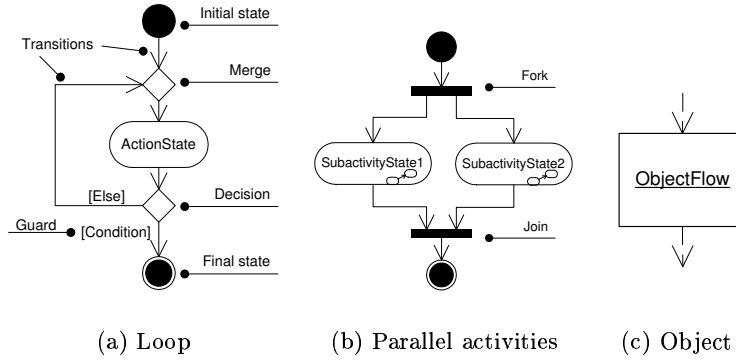 Initial state
Transitions
Merge
ActionState
[Else]
Decision
Guard
[Condition]
Final state
(a) Loop
Fork
SubactivityState1
SubactivityState2
Join
(b) Parallel activities
ObjectFlow
(c) Object